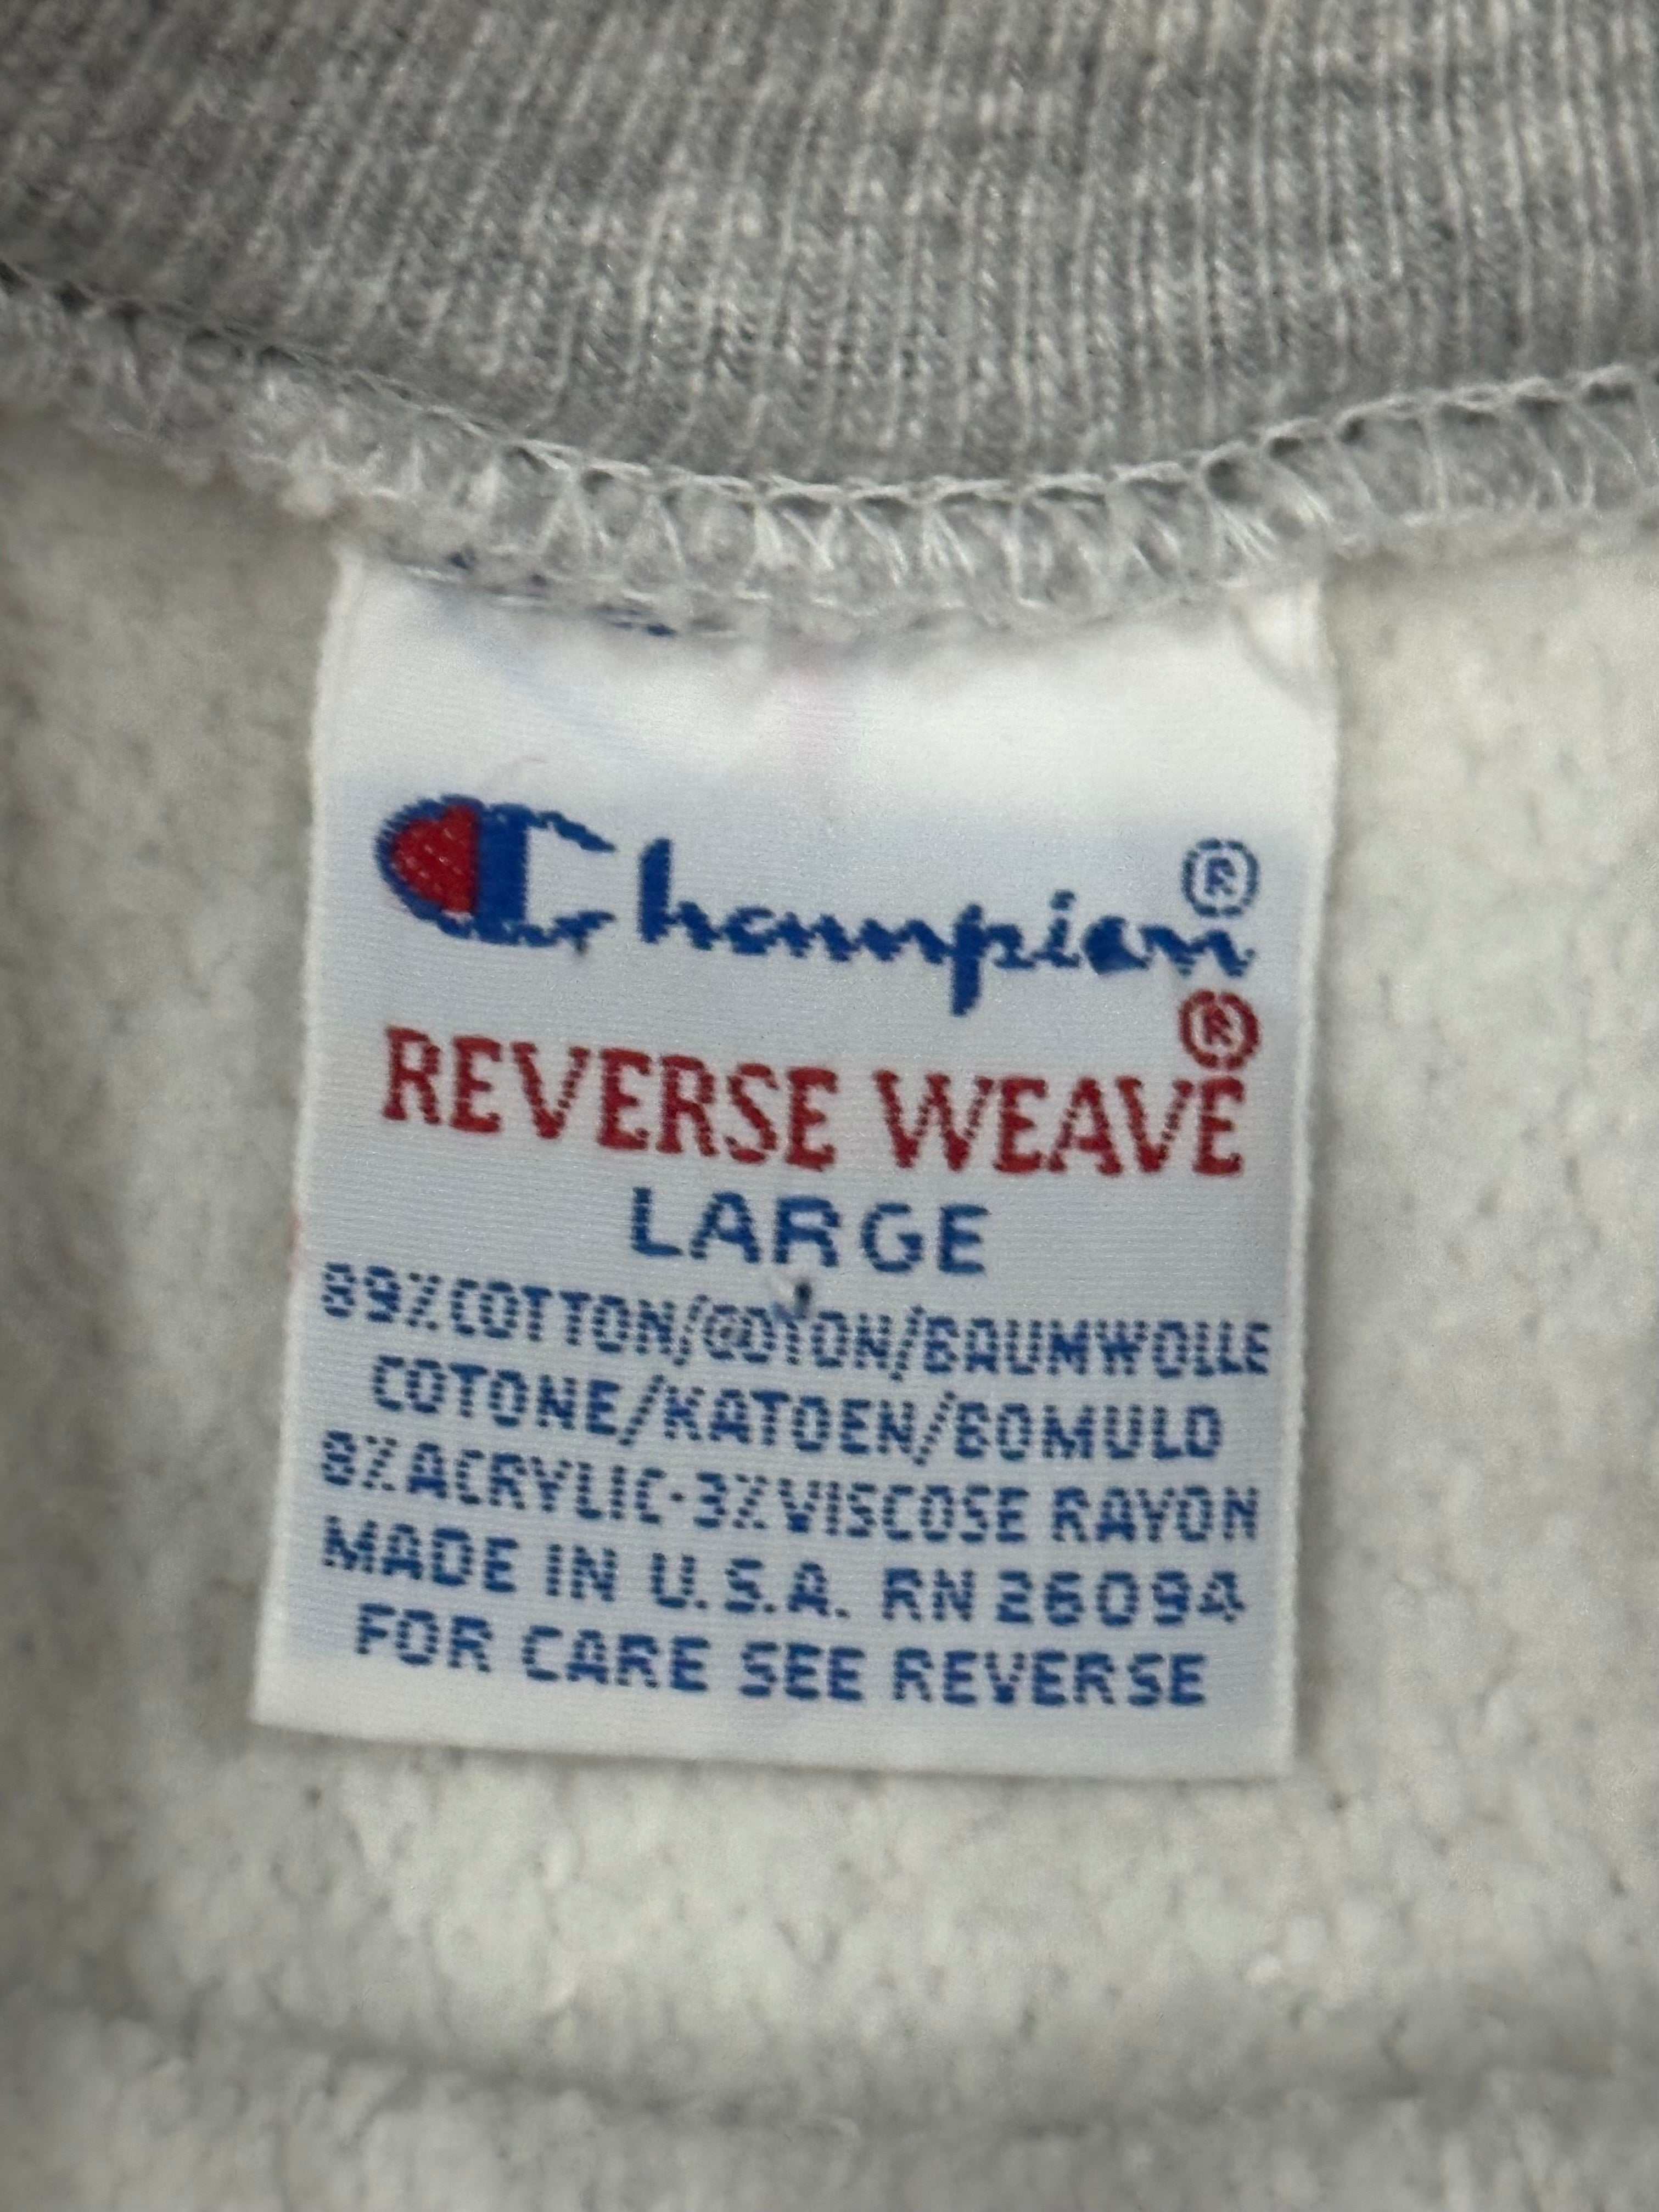 Champion®
REVERSE WEAVE®
LARGE
89%COTTON/COTON/BAUMWOLLE
COTONE/KATOEN/BOMULD
8%ACRYLIC-3%VISCOSE RAYON
MADE IN U.S.A. RN 26094
FOR CARE SEE REVERSE